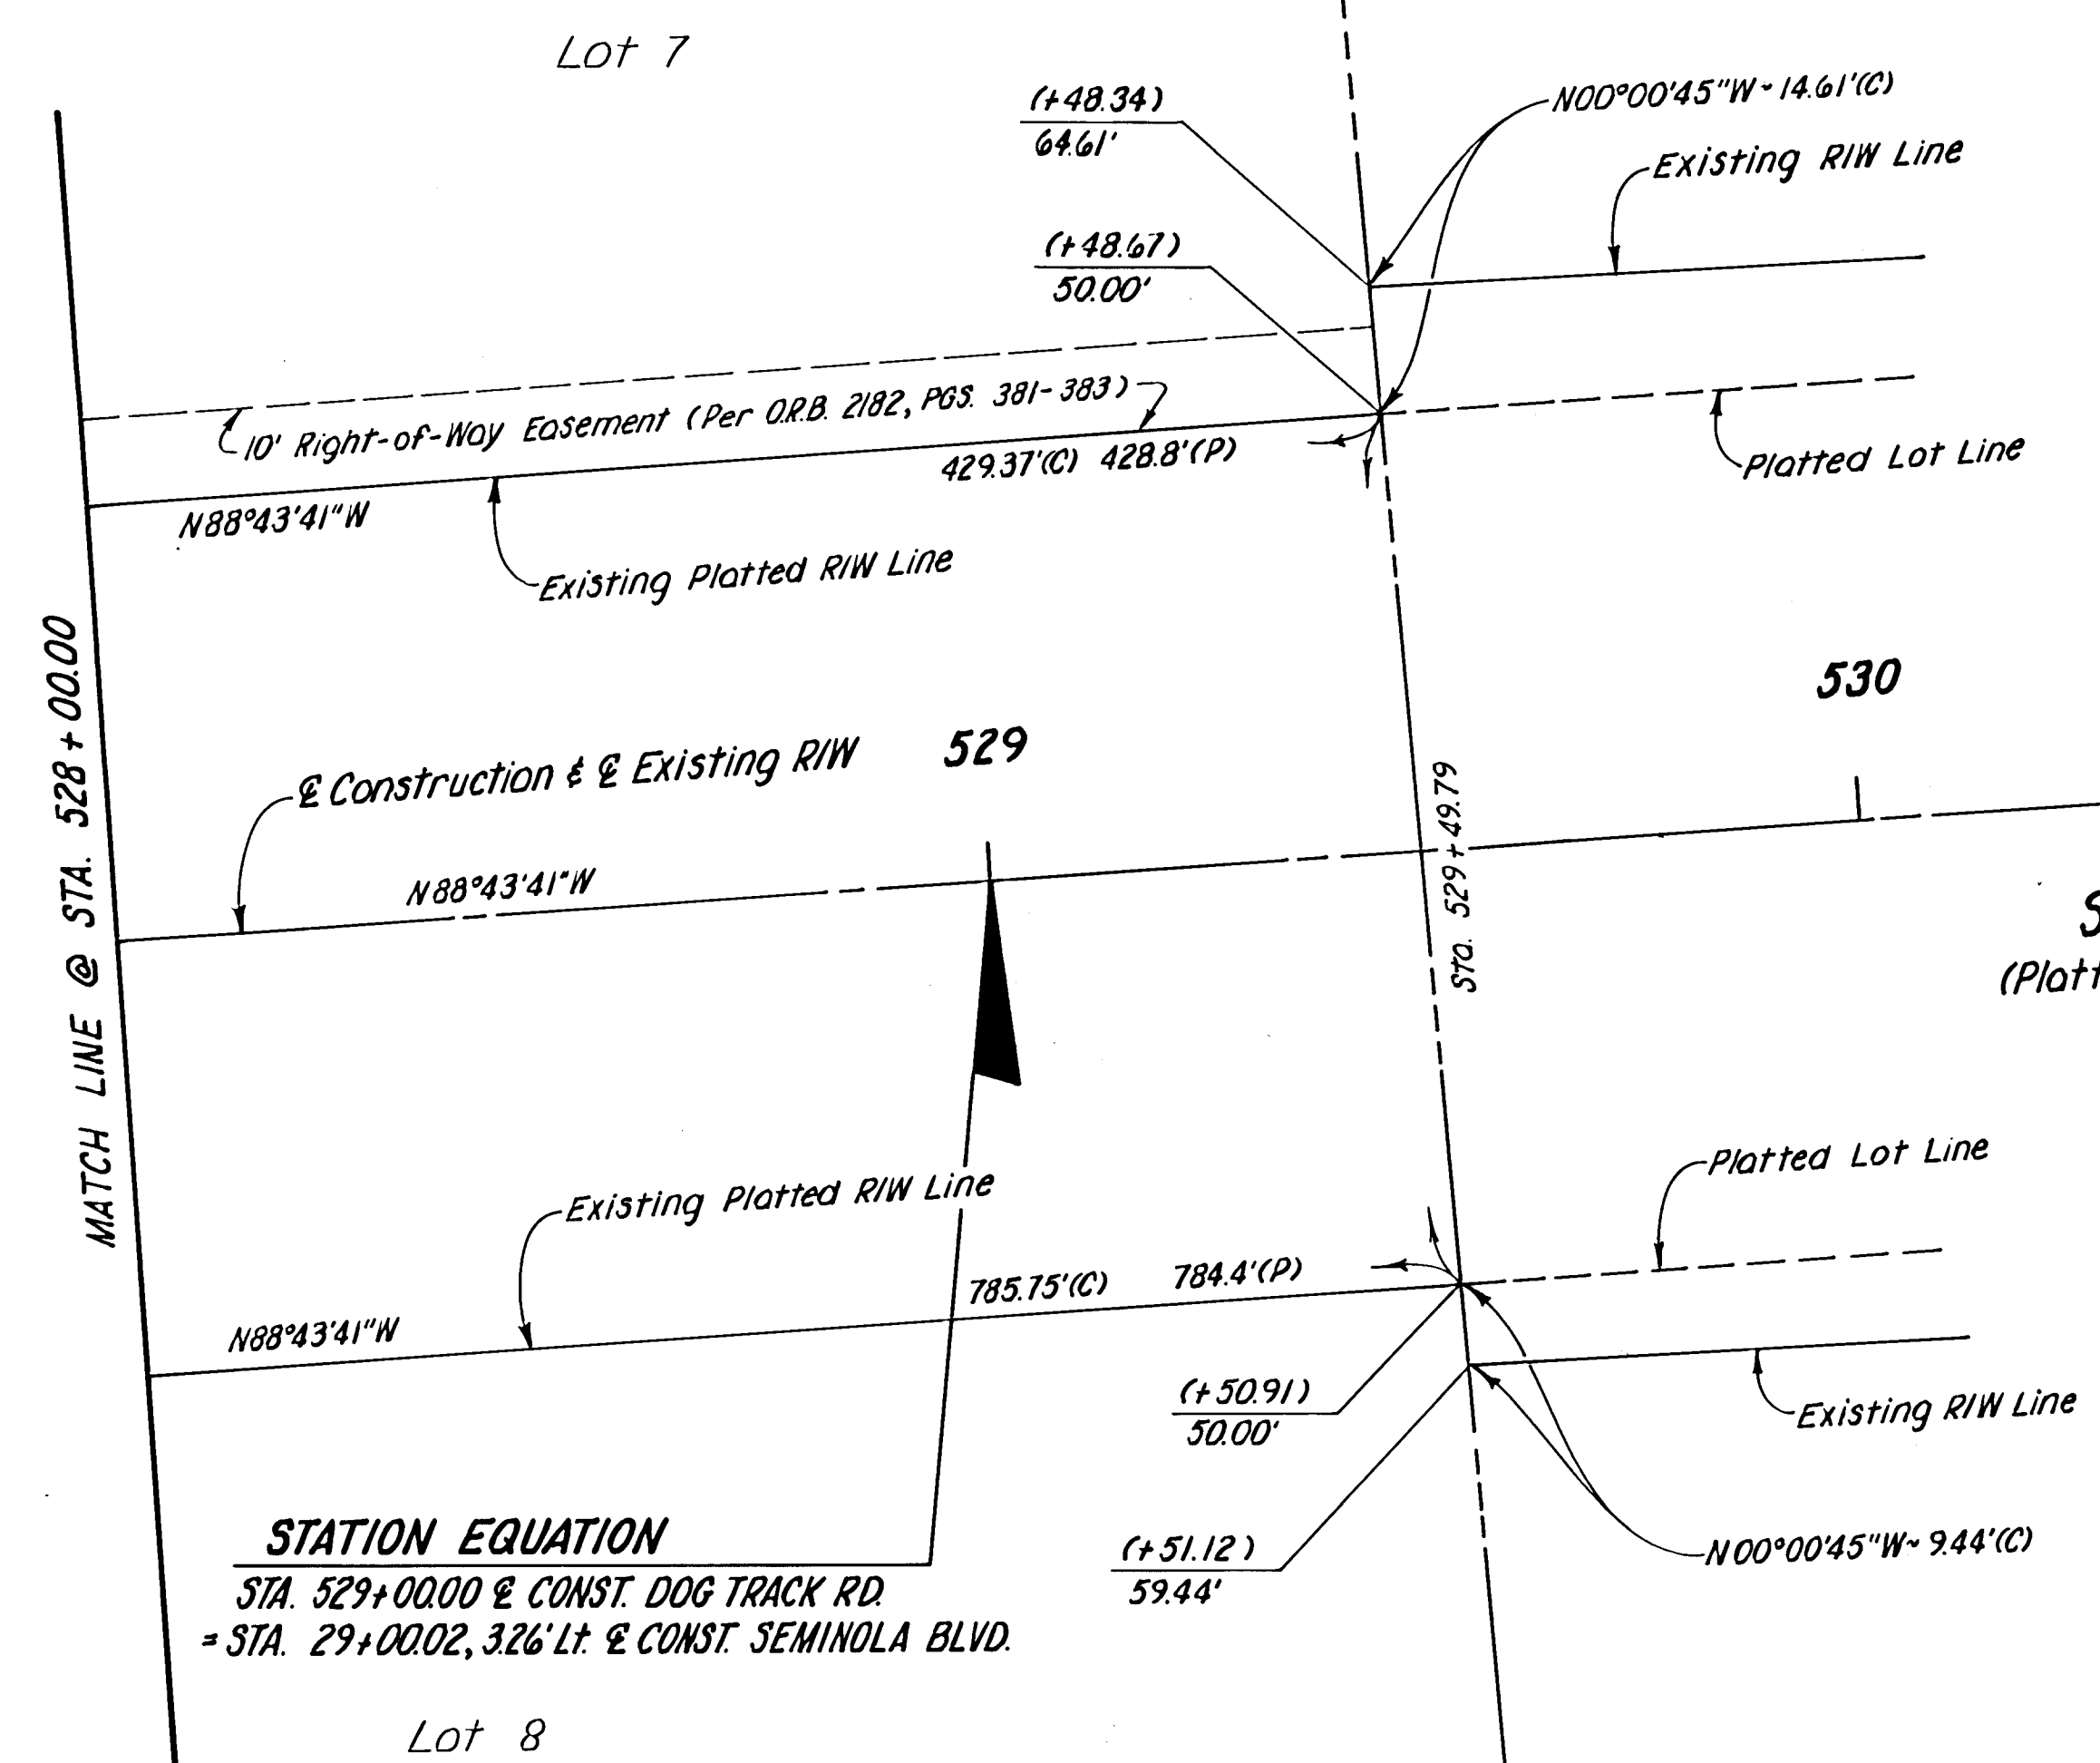 Lot 7
(+48.34)
64.61'
N00°00'45"W~14.61'(C)
Existing R/W Line
(+48.67)
50.00'
10' Right-of-Way Easement (Per O.R.B. 2182, PGS. 381-383)
429.37'(C) 428.8'(P)
Platted Lot Line
N88°43'41"W
Existing Platted R/W Line
MATCH LINE @ STA. 528+00.00
℄ Construction & ℄ Existing R/W
529
530
Sta. 529+49.79
N88°43'41"W
S
(Platt
Platted Lot Line
Existing Platted R/W Line
785.75'(C) 784.4'(P)
N88°43'41"W
(+50.91)
50.00'
Existing R/W Line
(+51.12)
59.44'
N00°00'45"W~ 9.44'(C)
STATION EQUATION
STA. 529+00.00 ℄ CONST. DOG TRACK RD.
= STA. 29+00.02, 3.26' Lt. ℄ CONST. SEMINOLA BLVD.
Lot 8